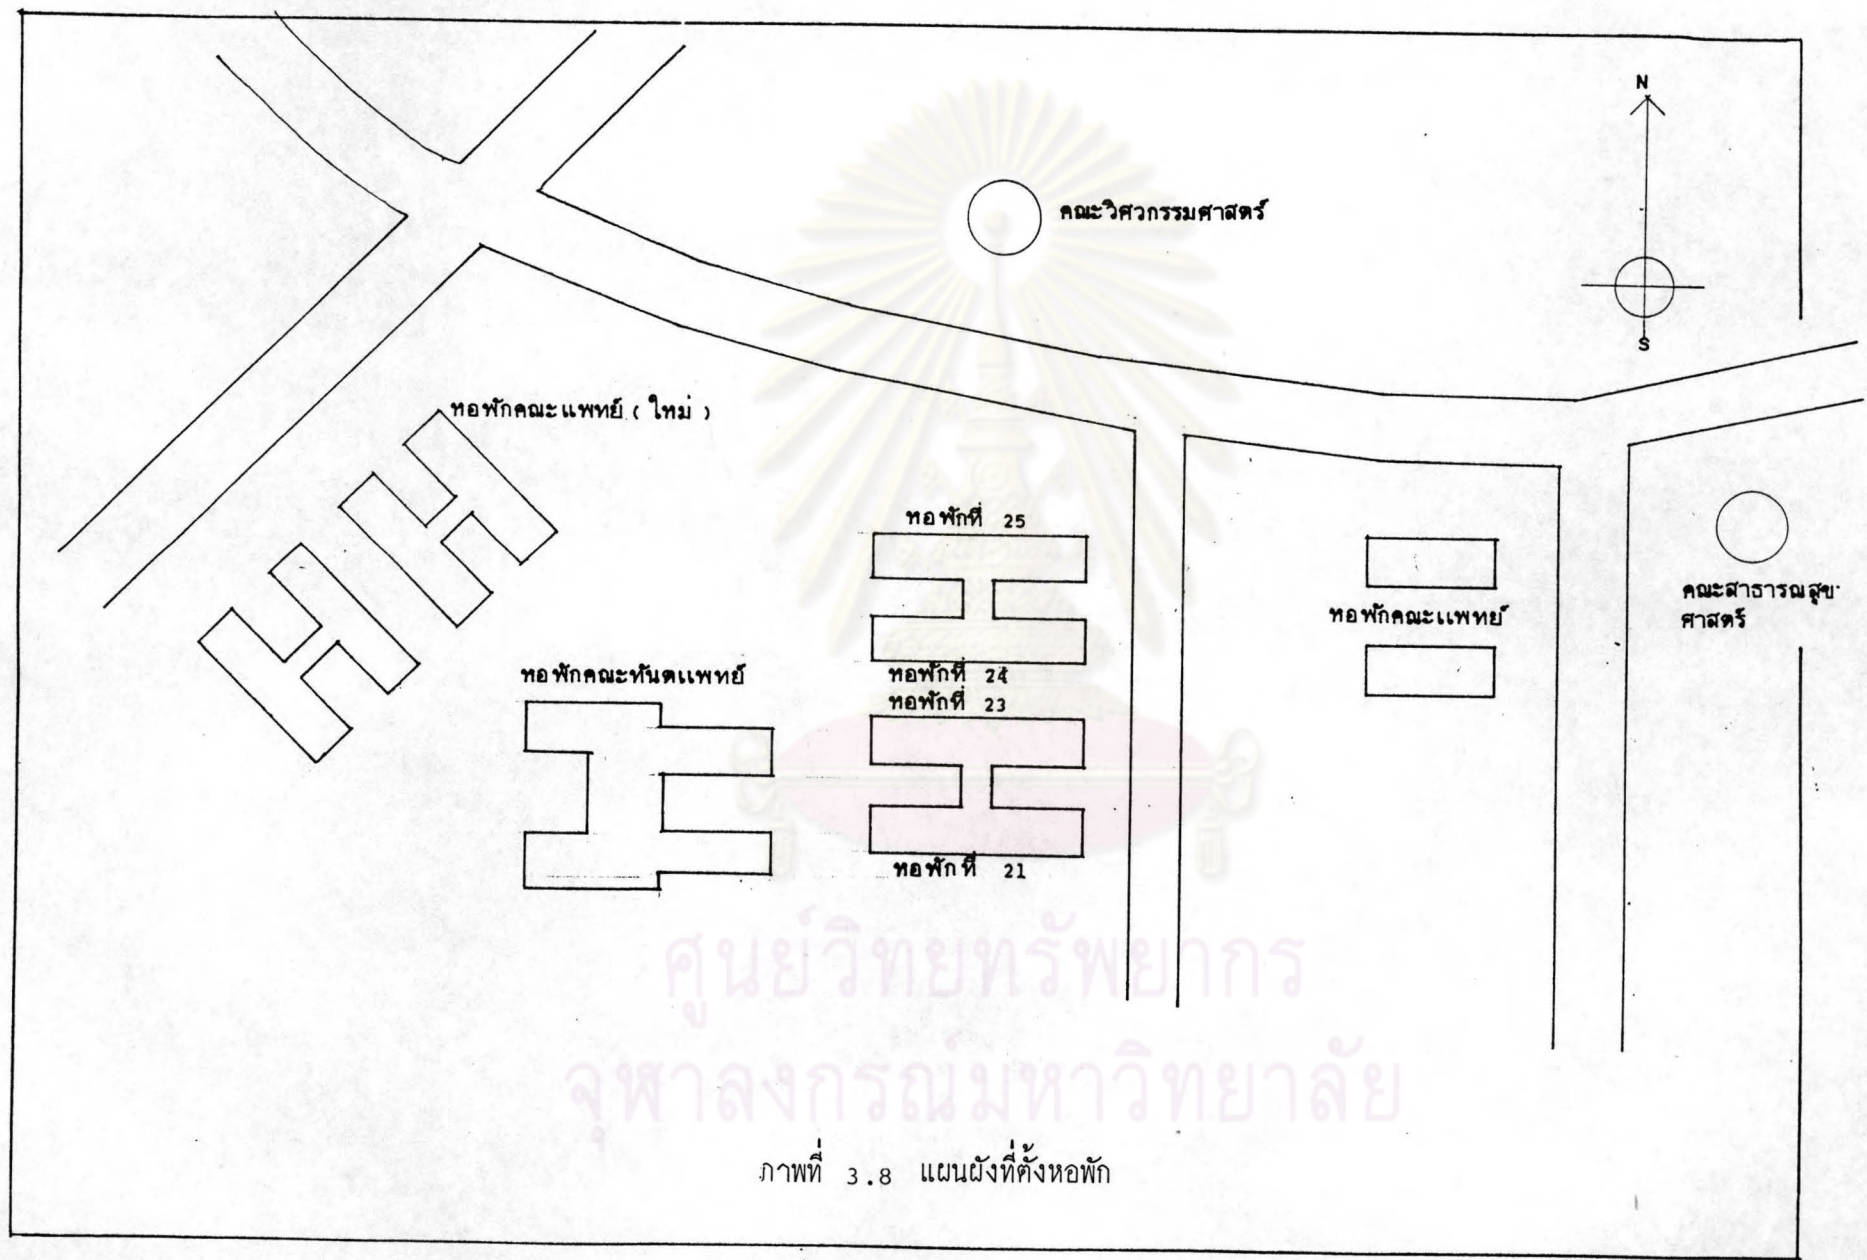 N
คณะวิศวกรรมศาสตร์
S
หอพักคณะแพทย์ (ใหม่)
หอพักที่ 25
คณะสาธารณสุข
ศาสตร์
หอพักคณะแพทย์
หอพักคณะทันตแพทย์
หอพักที่ 24
หอพักที่ 23
หอพักที่ 21
ศูนย์วิทยทรัพยากร
จุฬาลงกรณ์มหาวิทยาลัย
ภาพที่ 3.8 แผนผังที่ตั้งหอพัก